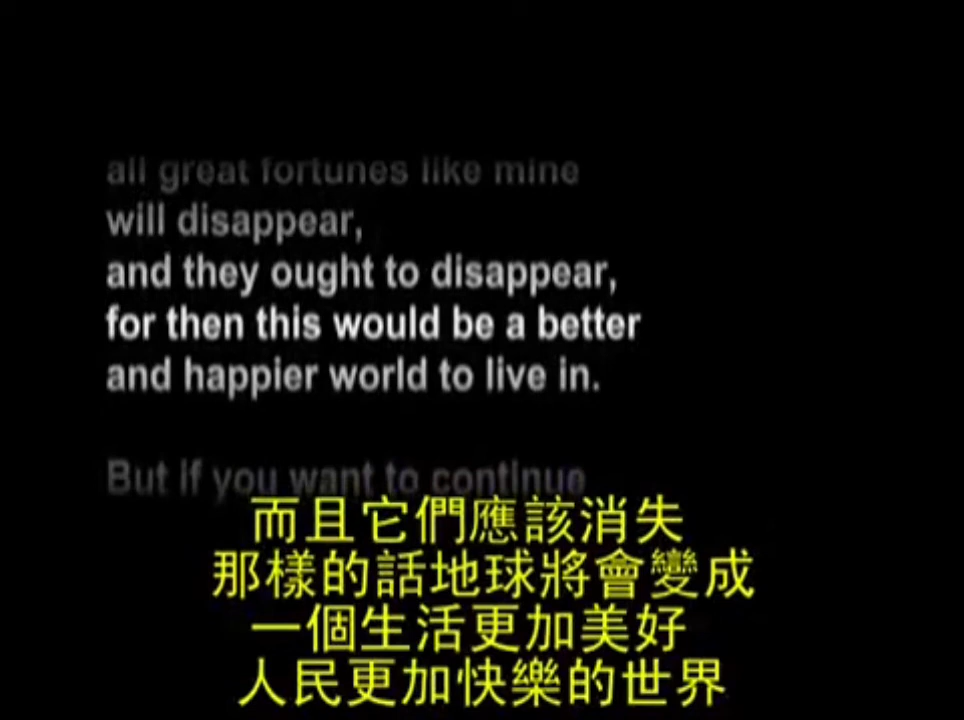 all great fortunes like mine
will disappear,
and they ought to disappear,
for then this would be a better
and happier world to live in.
But if you want to continue
而且它們應該消失
那樣的話地球將會變成
一個生活更加美好
人民更加快樂的世界